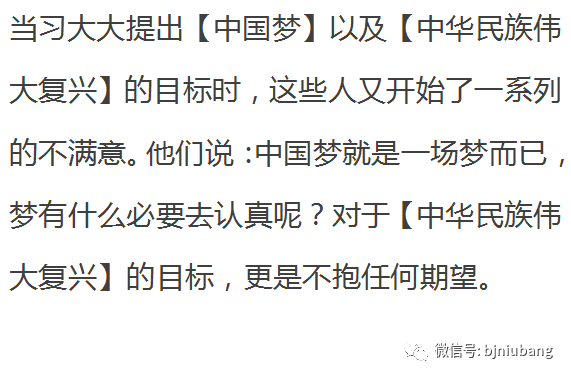 当习大大提出【中国梦】以及【中华民族伟
大复兴】的目标时，这些人又开始了一系列
的不满意。他们说：中国梦就是一场梦而已，
梦有什么必要去认真呢？对于【中华民族伟
大复兴】的目标，更是不抱任何期望。
微信号: bjniubang